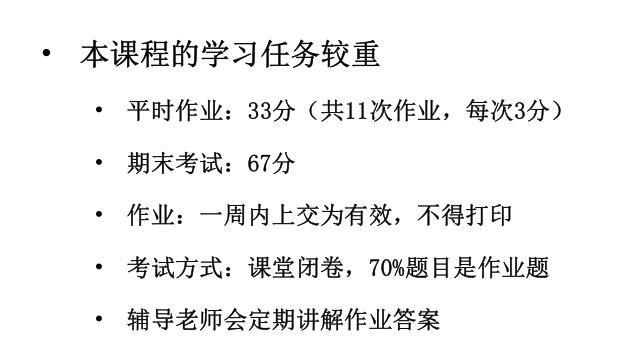 • 本课程的学习任务较重
• 平时作业：33分（共11次作业，每次3分）
• 期末考试：67分
• 作业：一周内上交为有效，不得打印
• 考试方式：课堂闭卷，70%题目是作业题
• 辅导老师会定期讲解作业答案